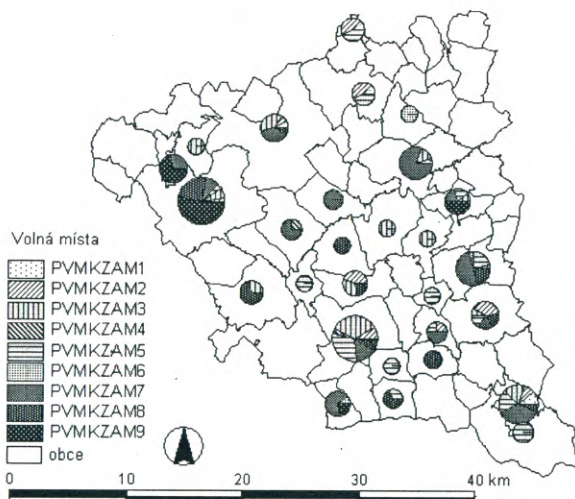 Volná místa
PVMKZAM1
PVMKZAM2
PVMKZAM3
PVMKZAM4
PVMKZAM5
PVMKZAM6
PVMKZAM7
PVMKZAM8
PVMKZAM9
obce
0 10 20 30 40 km